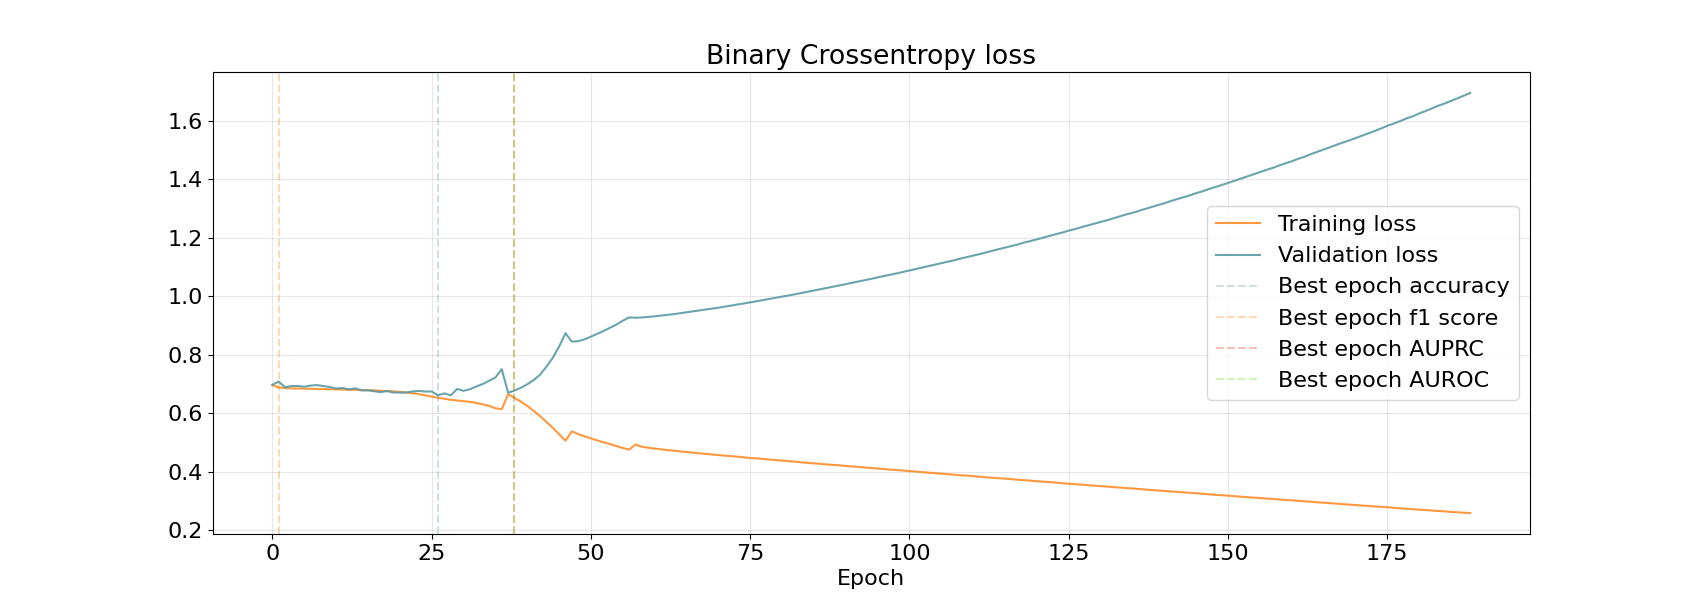 Binary Crossentropy loss
1.6
1.4
1.2
1.0
0.8
0.6
0.4
0.2
Training loss
Validation loss
Best epoch accuracy
Best epoch f1 score
Best epoch AUPRC
Best epoch AUROC
0 25 50 75 100 125 150 175
Epoch